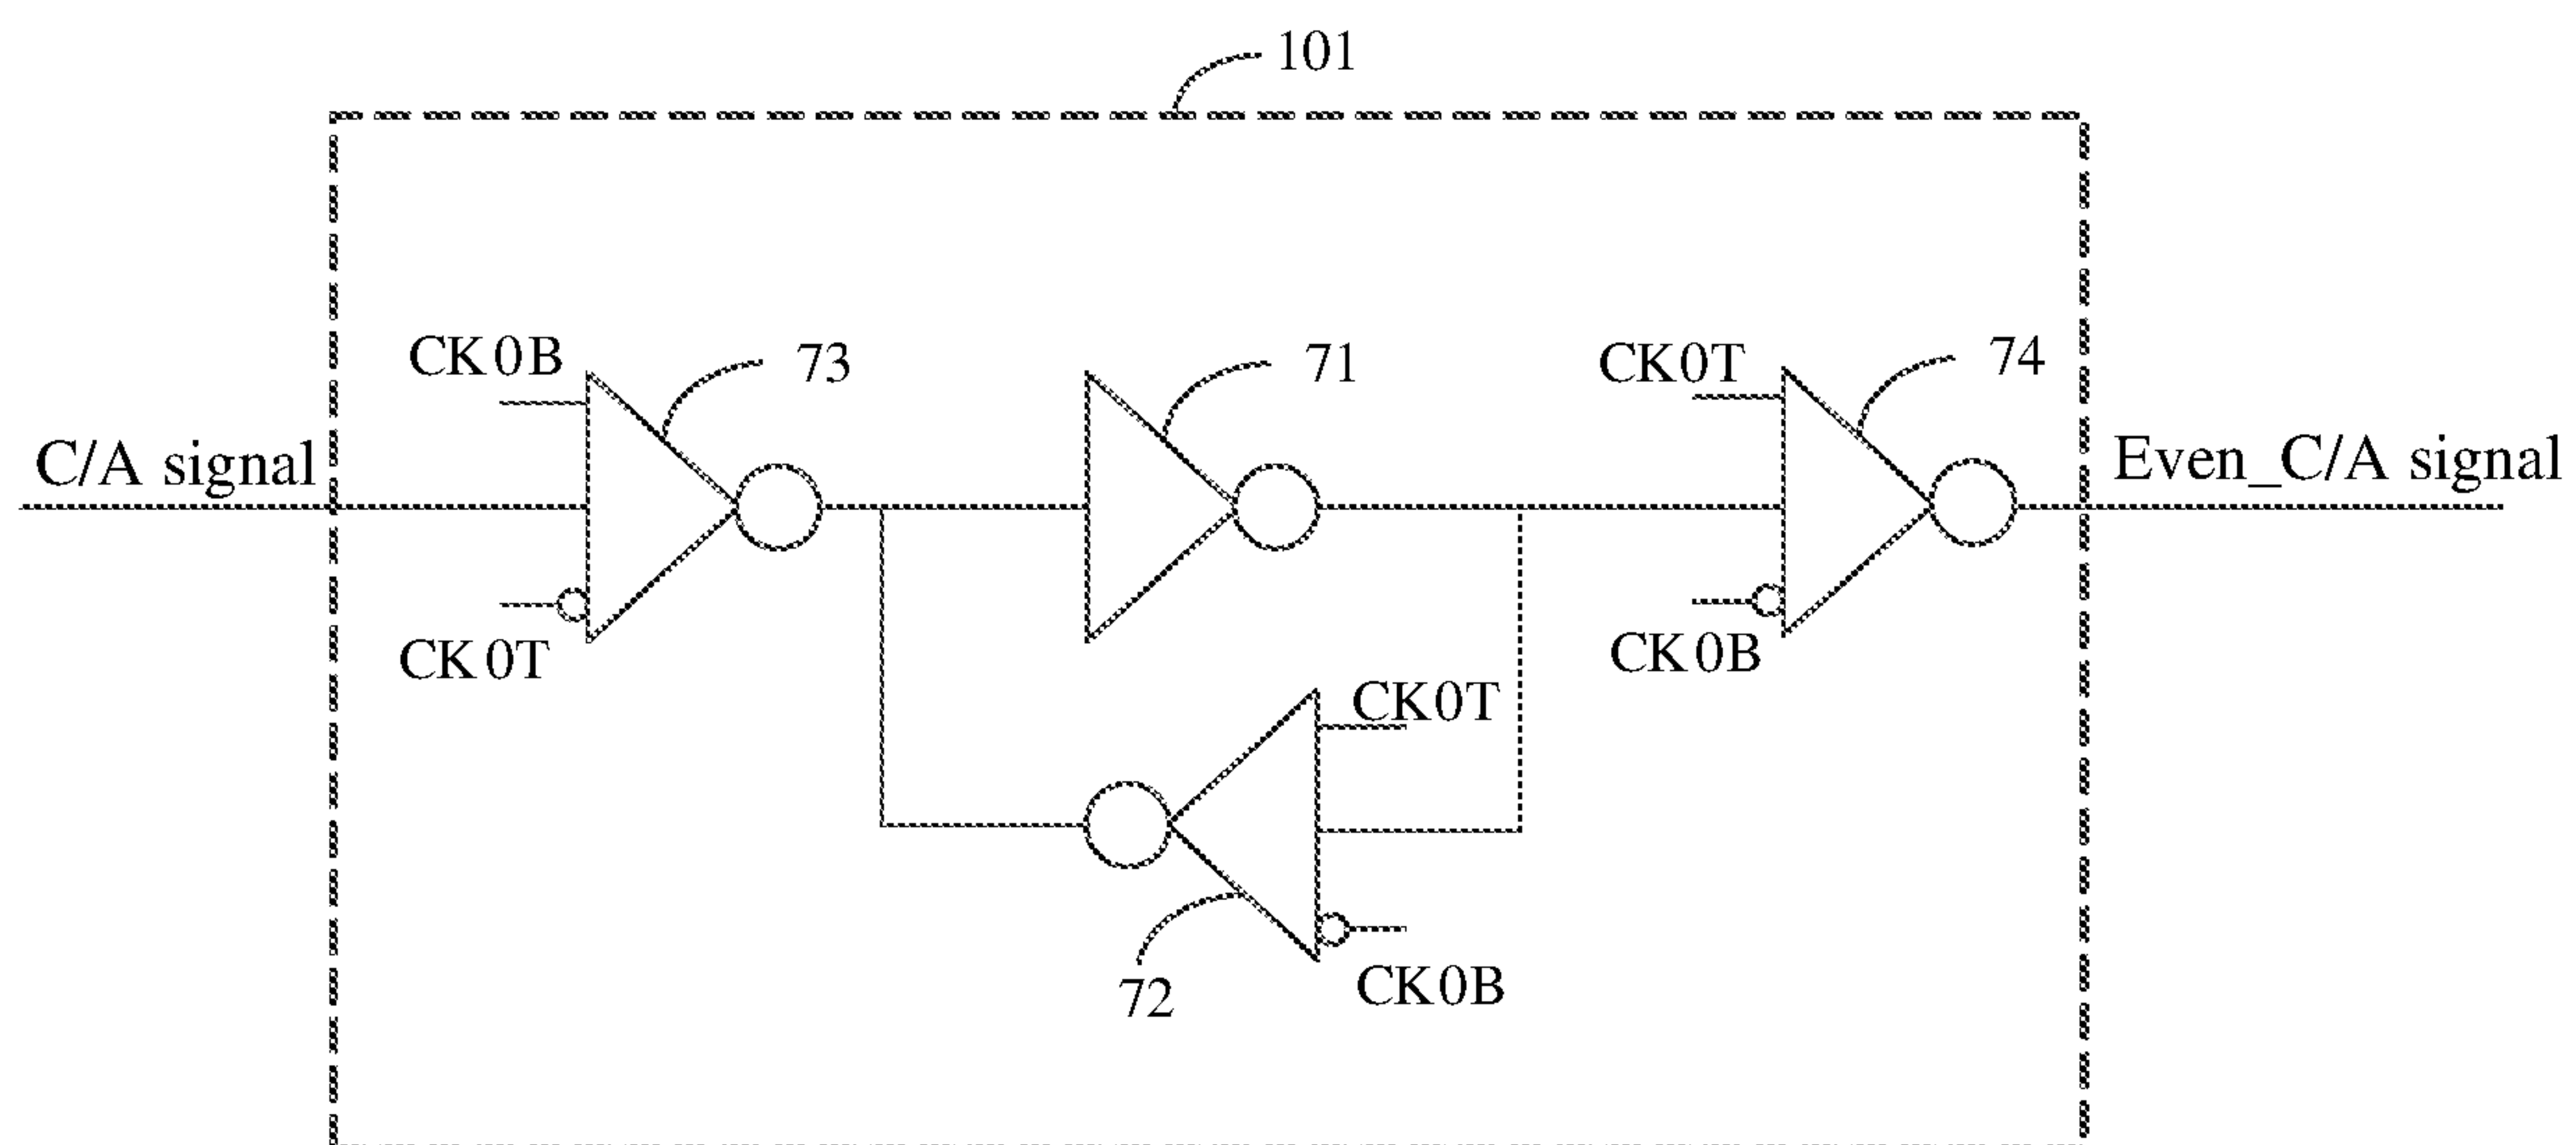 101
CK0B
73
71
CK0T
74
C/A signal
Even_C/A signal
CK0T
CK0B
CK0T
72
CK0B